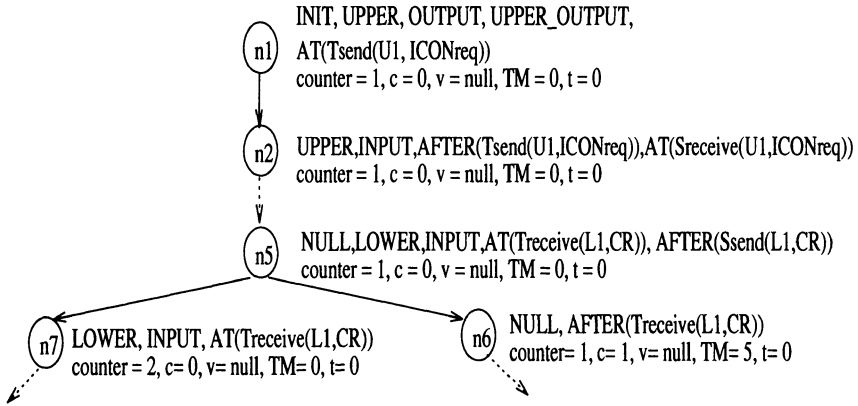 INIT, UPPER, OUTPUT, UPPER_OUTPUT,
n1
AT(Tsend(U1, ICONreq))
counter = 1, c = 0, v = null, TM = 0, t = 0
n2
UPPER,INPUT,AFTER(Tsend(U1,ICONreq)),AT(Sreceive(U1,ICONreq))
counter = 1, c = 0, v = null, TM = 0, t = 0
n5
NULL,LOWER,INPUT,AT(Treceive(L1,CR)), AFTER(Ssend(L1,CR))
counter = 1, c = 0, v = null, TM = 0, t = 0
n7
LOWER, INPUT, AT(Treceive(L1,CR))
counter = 2, c= 0, v= null, TM= 0, t= 0
n6
NULL, AFTER(Treceive(L1,CR))
counter= 1, c= 1, v= null, TM= 5, t= 0